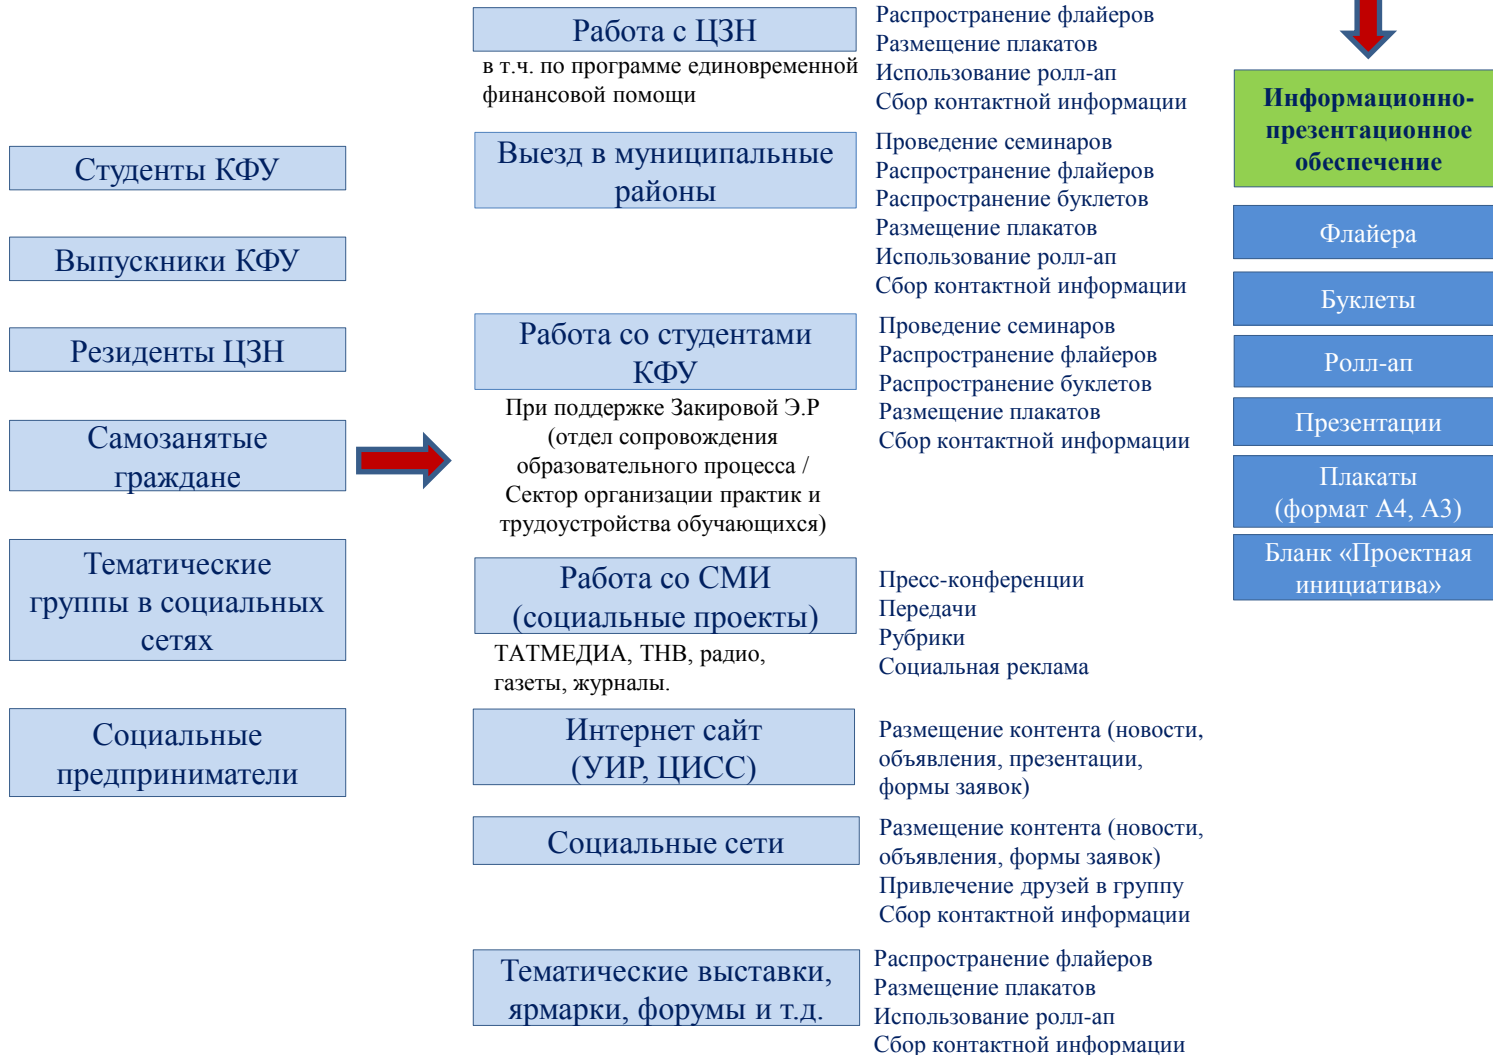 Студенты КФУ
Выпускники КФУ
Резиденты ЦЗН
Самозанятые
граждане
Тематические
группы в социальных
сетях
Социальные
предприниматели
Работа с ЦЗН
в т.ч. по программе единовременной
финансовой помощи
Распространение флайеров
Размещение плакатов
Использование ролл-ап
Сбор контактной информации
Выезд в муниципальные
районы
Проведение семинаров
Распространение флайеров
Распространение буклетов
Размещение плакатов
Использование ролл-ап
Сбор контактной информации
Работа со студентами
КФУ
При поддержке Закировой Э.Р
(отдел сопровождения
образовательного процесса /
Сектор организации практик и
трудоустройства обучающихся)
Проведение семинаров
Распространение флайеров
Распространение буклетов
Размещение плакатов
Сбор контактной информации
Работа со СМИ
(социальные проекты)
ТАТМЕДИА, ТНВ, радио,
газеты, журналы.
Пресс-конференции
Передачи
Рубрики
Социальная реклама
Интернет сайт
(УИР, ЦИСС)
Размещение контента (новости,
объявления, презентации,
формы заявок)
Социальные сети
Размещение контента (новости,
объявления, формы заявок)
Привлечение друзей в группу
Сбор контактной информации
Тематические выставки,
ярмарки, форумы и т.д.
Распространение флайеров
Размещение плакатов
Использование ролл-ап
Сбор контактной информации
Информационно-
презентационное
обеспечение
Флайера
Буклеты
Ролл-ап
Презентации
Плакаты
(формат А4, А3)
Бланк «Проектная
инициатива»